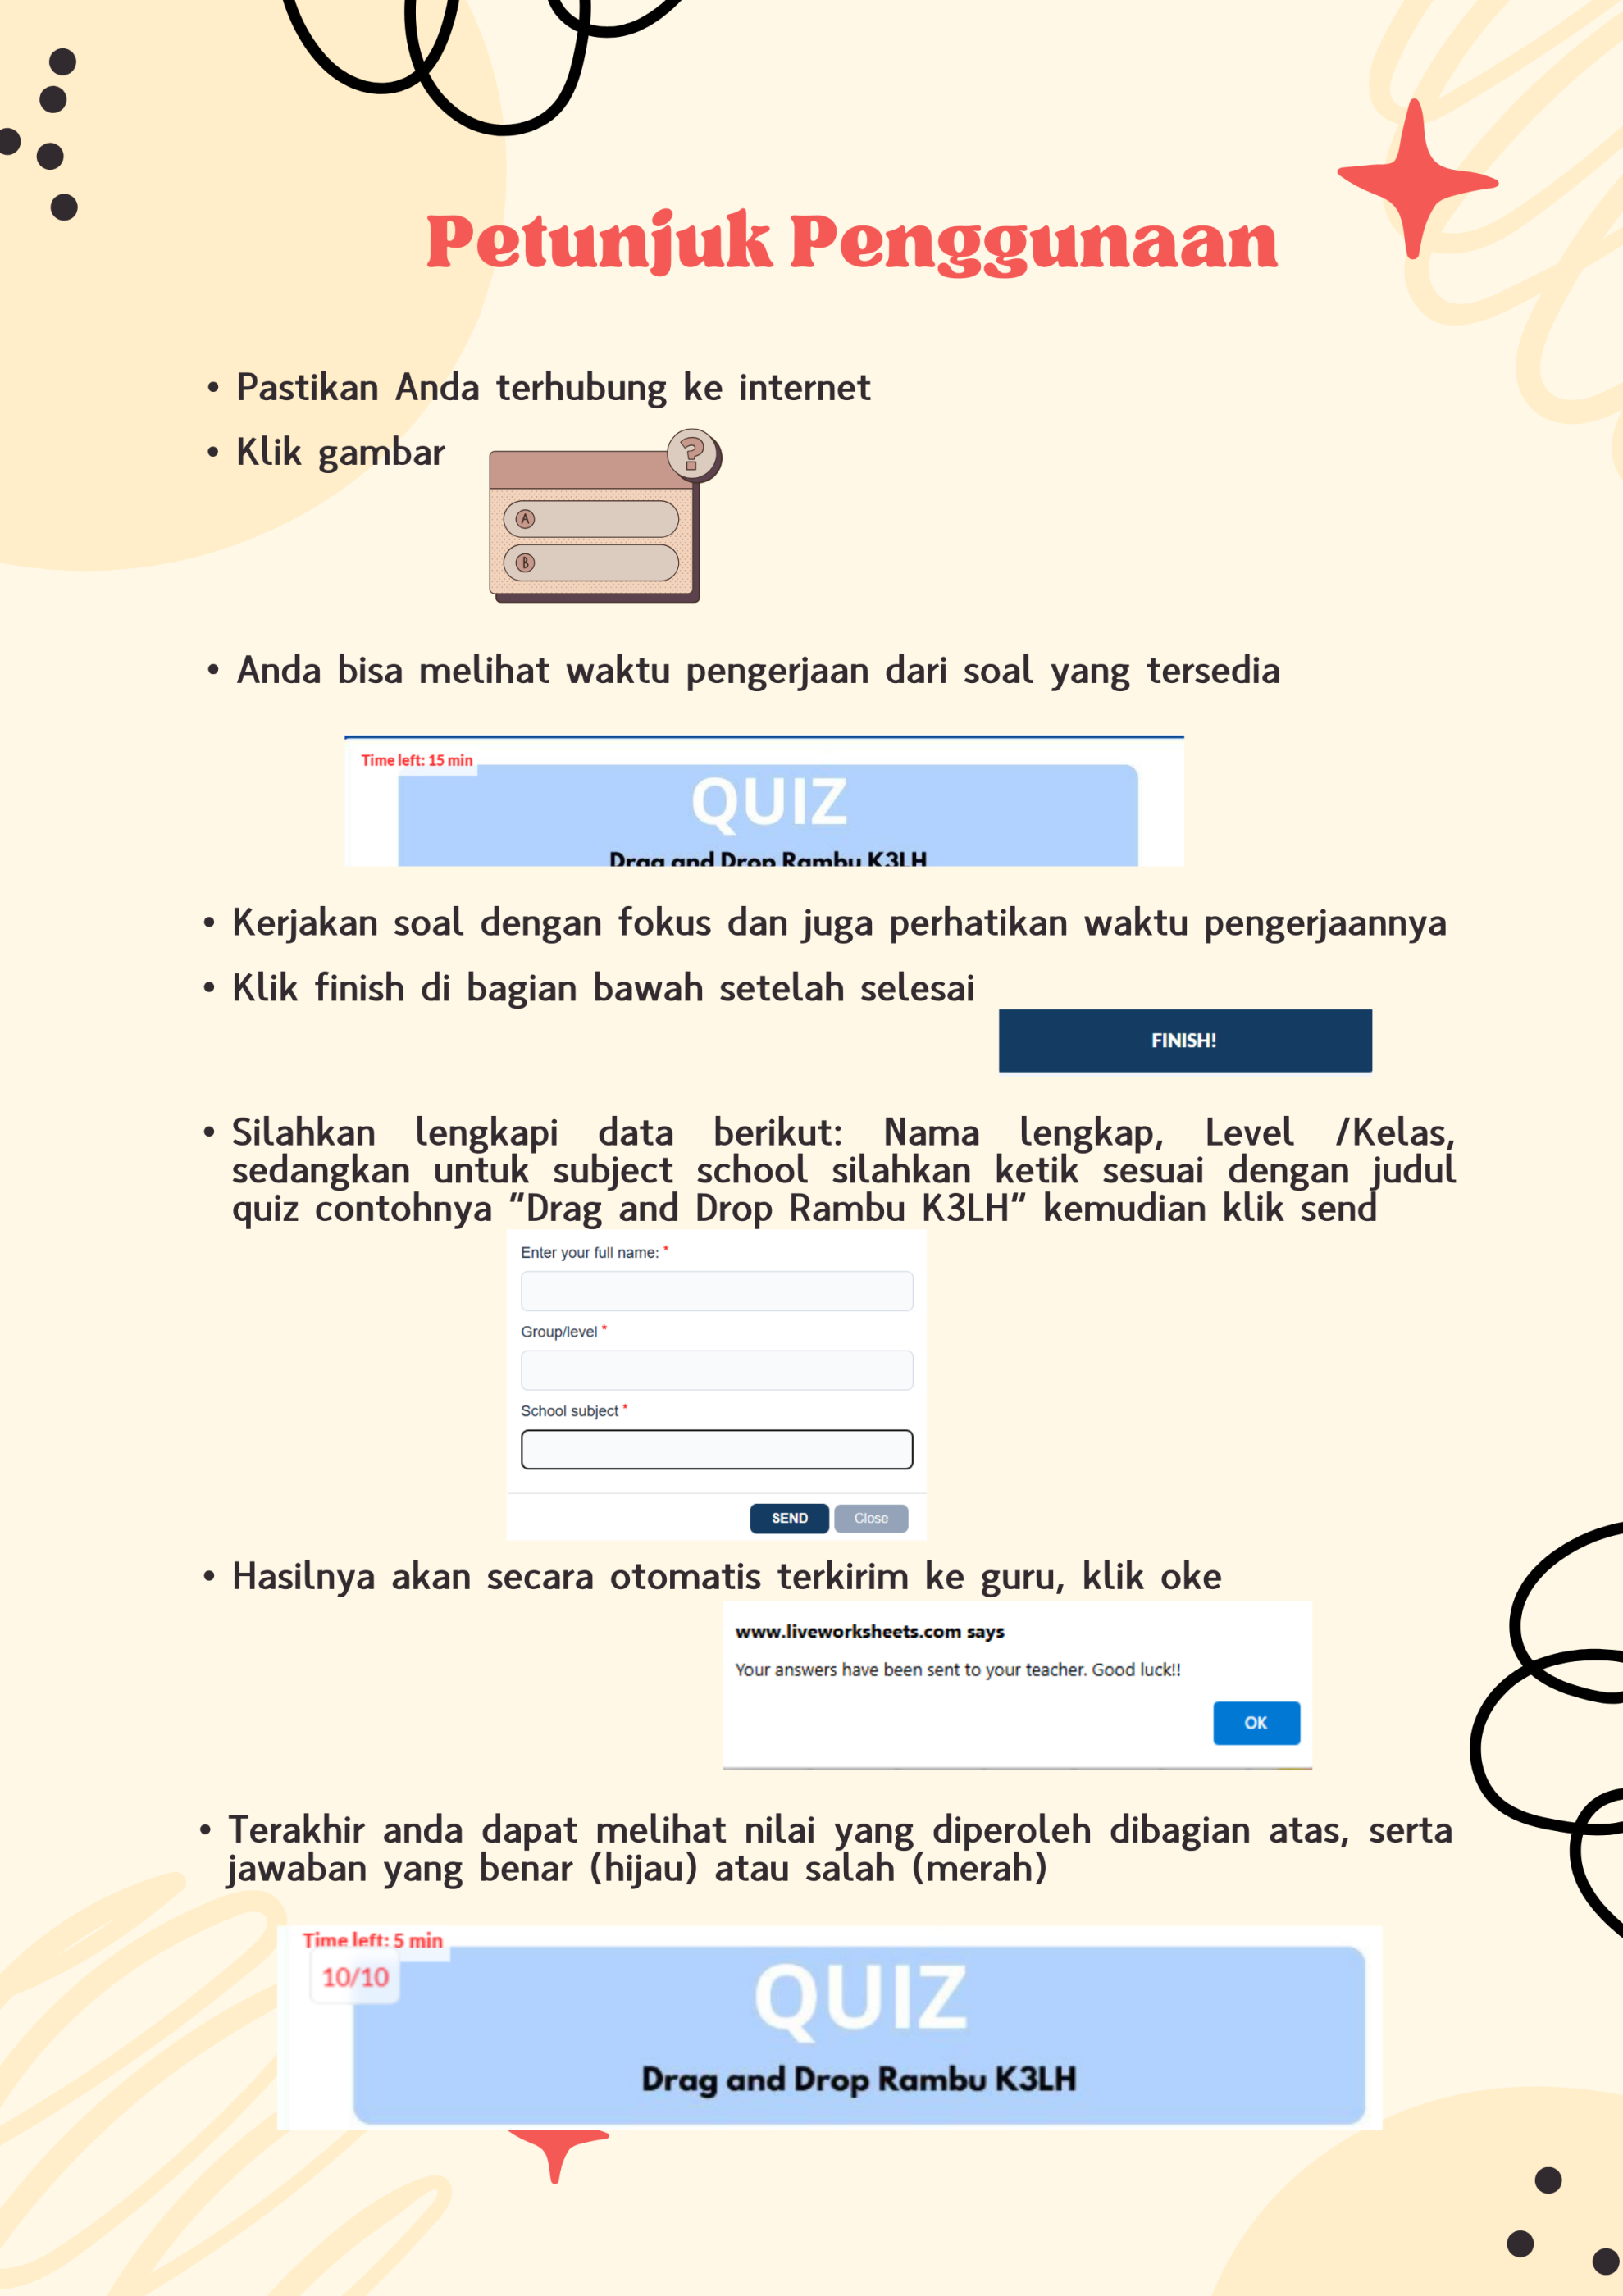 Petunjuk Penggunaan
• Pastikan Anda terhubung ke internet
• Klik gambar
?
A
B
• Anda bisa melihat waktu pengerjaan dari soal yang tersedia
Time left: 15 min
QUIZ
Drag and Drop Rambu K3LH
• Kerjakan soal dengan fokus dan juga perhatikan waktu pengerjaannya
• Klik finish di bagian bawah setelah selesai
FINISH!
• Silahkan lengkapi data berikut: Nama lengkap, Level /Kelas,
sedangkan untuk subject school silahkan ketik sesuai dengan judul
quiz contohnya "Drag and Drop Rambu K3LH" kemudian klik send
Enter your full name: *
Group/level *
School subject *
SEND Close
• Hasilnya akan secara otomatis terkirim ke guru, klik oke
www.liveworksheets.com says
Your answers have been sent to your teacher. Good luck!!
OK
• Terakhir anda dapat melihat nilai yang diperoleh dibagian atas, serta
jawaban yang benar (hijau) atau salah (merah)
Time left: 5 min
10/10
QUIZ
Drag and Drop Rambu K3LH